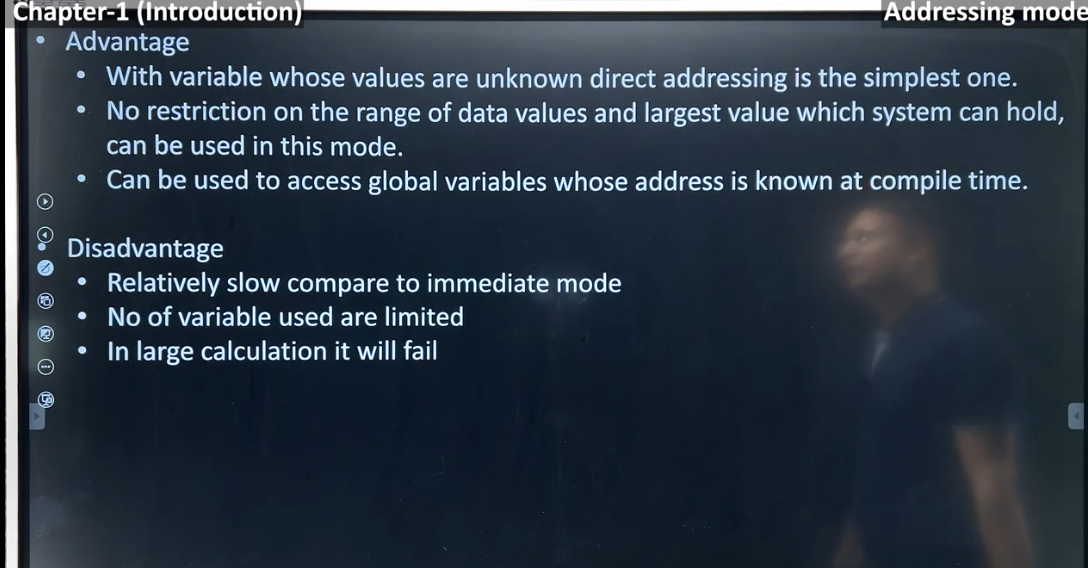 Chapter-1 (Introduction)
Addressing mode
• Advantage
• With variable whose values are unknown direct addressing is the simplest one.
• No restriction on the range of data values and largest value which system can hold,
can be used in this mode.
• Can be used to access global variables whose address is known at compile time.
• Disadvantage
• Relatively slow compare to immediate mode
• No of variable used are limited
• In large calculation it will fail